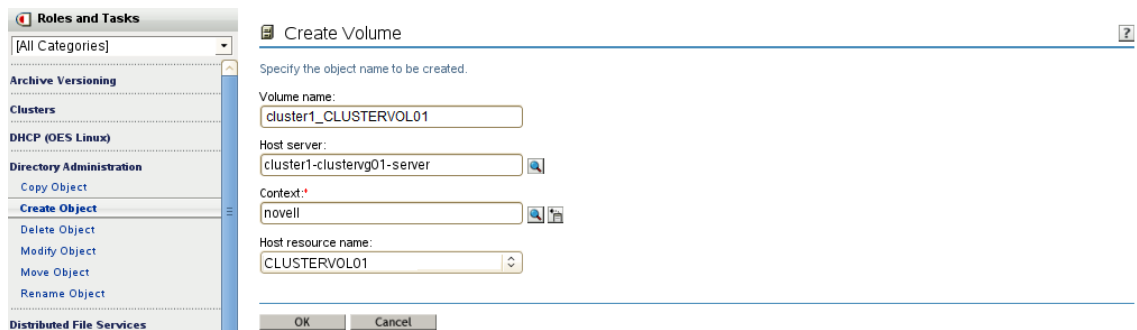 Roles and Tasks
[All Categories]
Archive Versioning
Clusters
DHCP (OES Linux)
Directory Administration
Copy Object
Create Object
Delete Object
Modify Object
Move Object
Rename Object
Distributed File Services
Create Volume
?
Specify the object name to be created.
Volume name:
cluster1_CLUSTERVOL01
Host server:
cluster1-clustervg01-server
Context:*
novell
Host resource name:
CLUSTERVOL01
OK Cancel